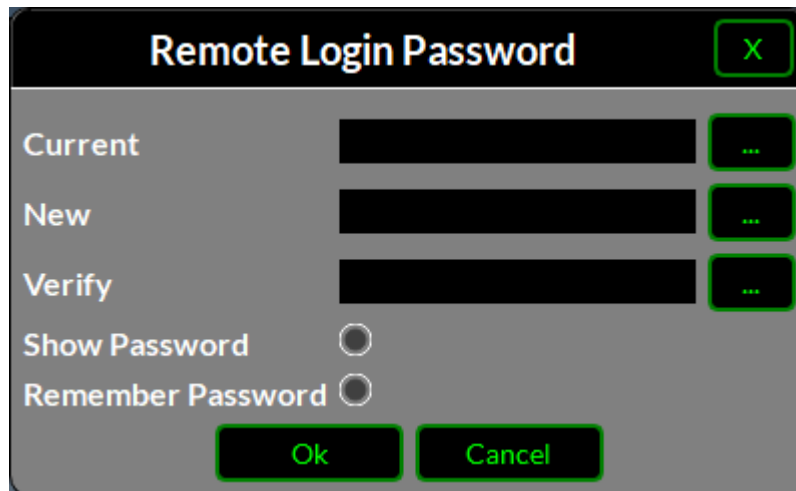 Remote Login Password X
Current ...
New ...
Verify ...
Show Password
Remember Password
Ok Cancel